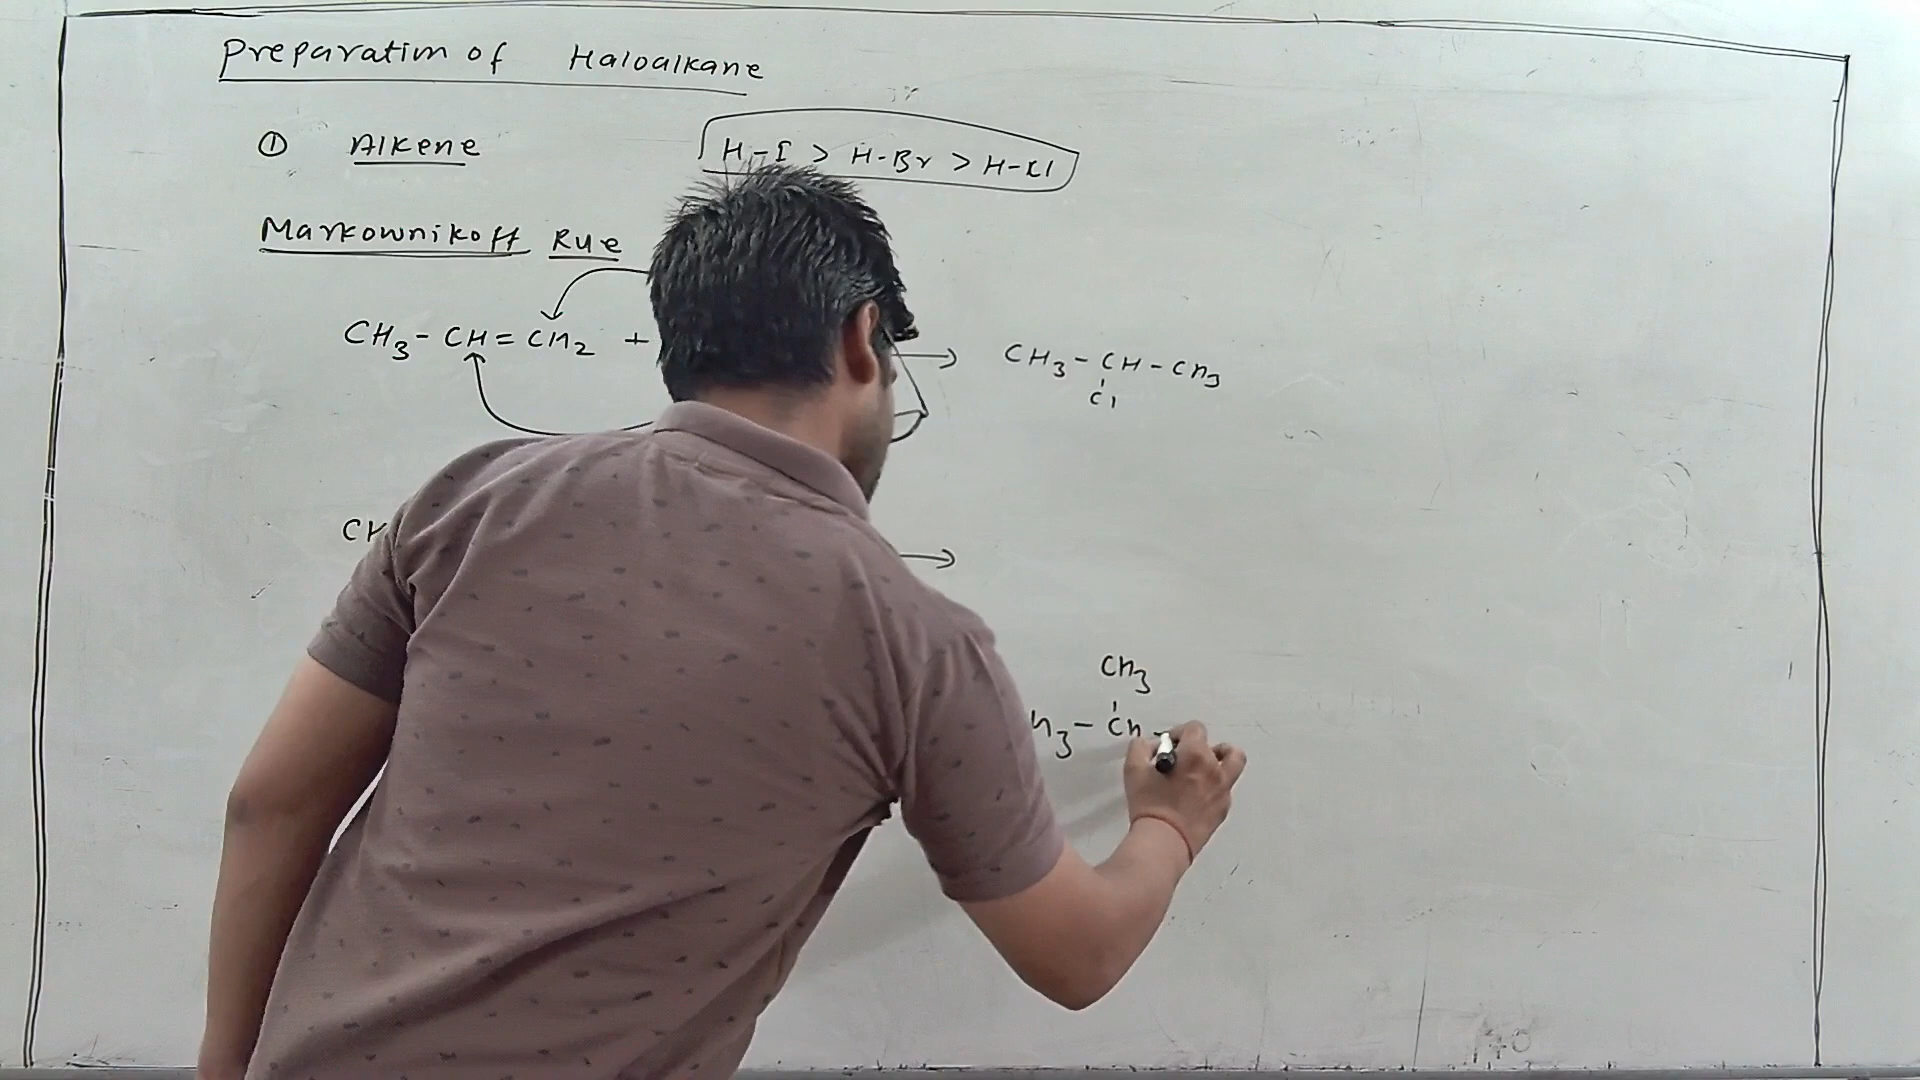 Preparation of Haloalkane
① Alkene
H-I > H-Br > H-Cl
Markownikoff Rue
CH3 - CH = CH2 + → CH3 - CH - CH3
Cl
CH →
CH3
H3 - CH -